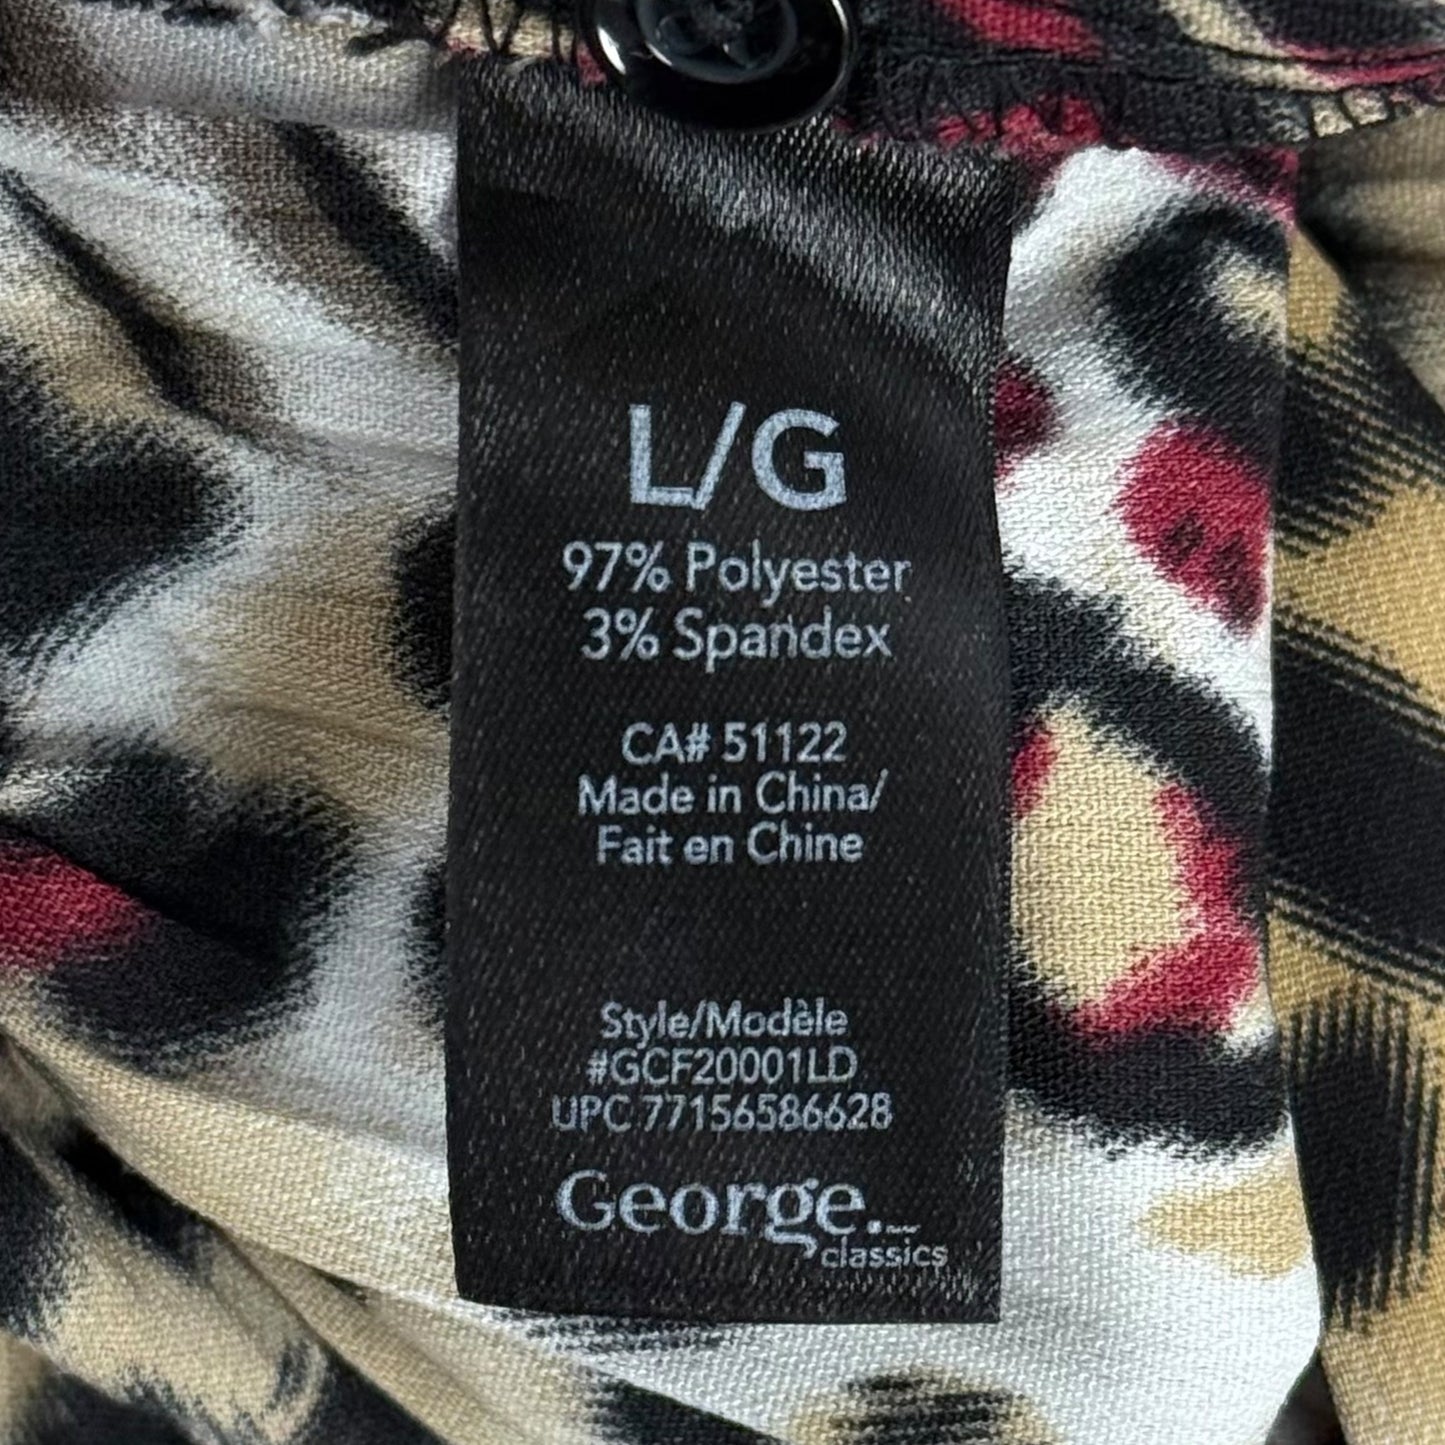 L/G
97% Polyester
3% Spandex
CA# 51122
Made in China/
Fait en Chine
Style/Modèle
#GCF20001LD
UPC 77156586628
George.
classics